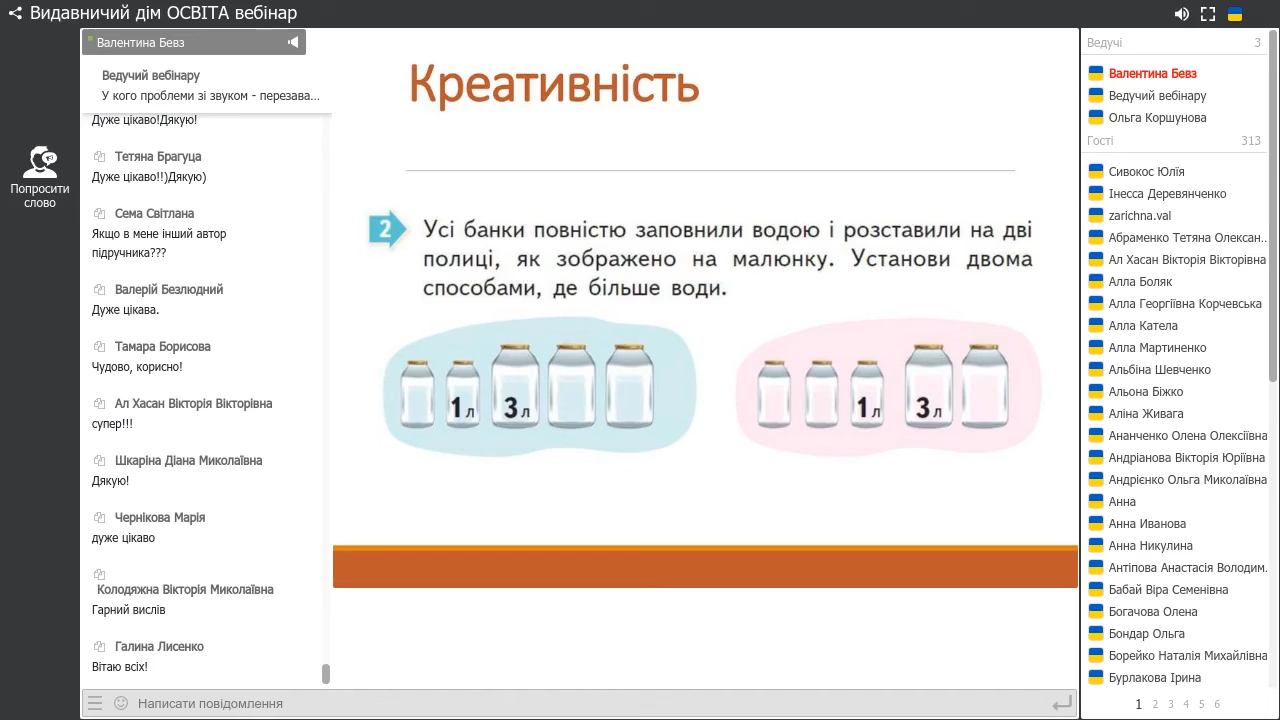 Видавничий дім ОСВІТА вебінар
Попросити
слово
Валентина Бевз
Ведучий вебінару
У кого проблеми зі звуком - перезава...
Дуже цікаво!Дякую!
Тетяна Брагуца
Дуже цікаво!!)Дякую)
Сема Світлана
Якщо в мене інший автор
підручника???
Валерій Безлюдний
Дуже цікава.
Тамара Борисова
Чудово, корисно!
Ал Хасан Вікторія Вікторівна
супер!!!
Шкаріна Діана Миколаївна
Дякую!
Чернікова Марія
дуже цікаво
Колодяжна Вікторія Миколаївна
Гарний вислів
Галина Лисенко
Вітаю всіх!
Написати повідомлення
Креативність
2
Усі банки повністю заповнили водою і розставили на дві
полиці, як зображено на малюнку. Установи двома
способами, де більше води.
1 л 3 л
1 л 3 л
Ведучі 3
Валентина Бевз
Ведучий вебінару
Ольга Коршунова
Гості 313
Сивокос Юлїя
Інесса Деревянченко
zarichna.val
Абраменко Тетяна Олексан...
Ал Хасан Вікторія Вікторівна
Алла Боляк
Алла Георгіївна Корчевська
Алла Катела
Алла Мартиненко
Альбіна Шевченко
Альона Біжко
Аліна Живага
Ананченко Олена Олексіївна
Андріанова Вікторія Юріївна
Андрієнко Ольга Миколаївна
Анна
Анна Иванова
Анна Никулина
Антіпова Анастасія Володим...
Бабай Віра Семенівна
Богачова Олена
Бондар Ольга
Борейко Наталія Михайлівна
Бурлакова Ірина
1 2 3 4 5 6